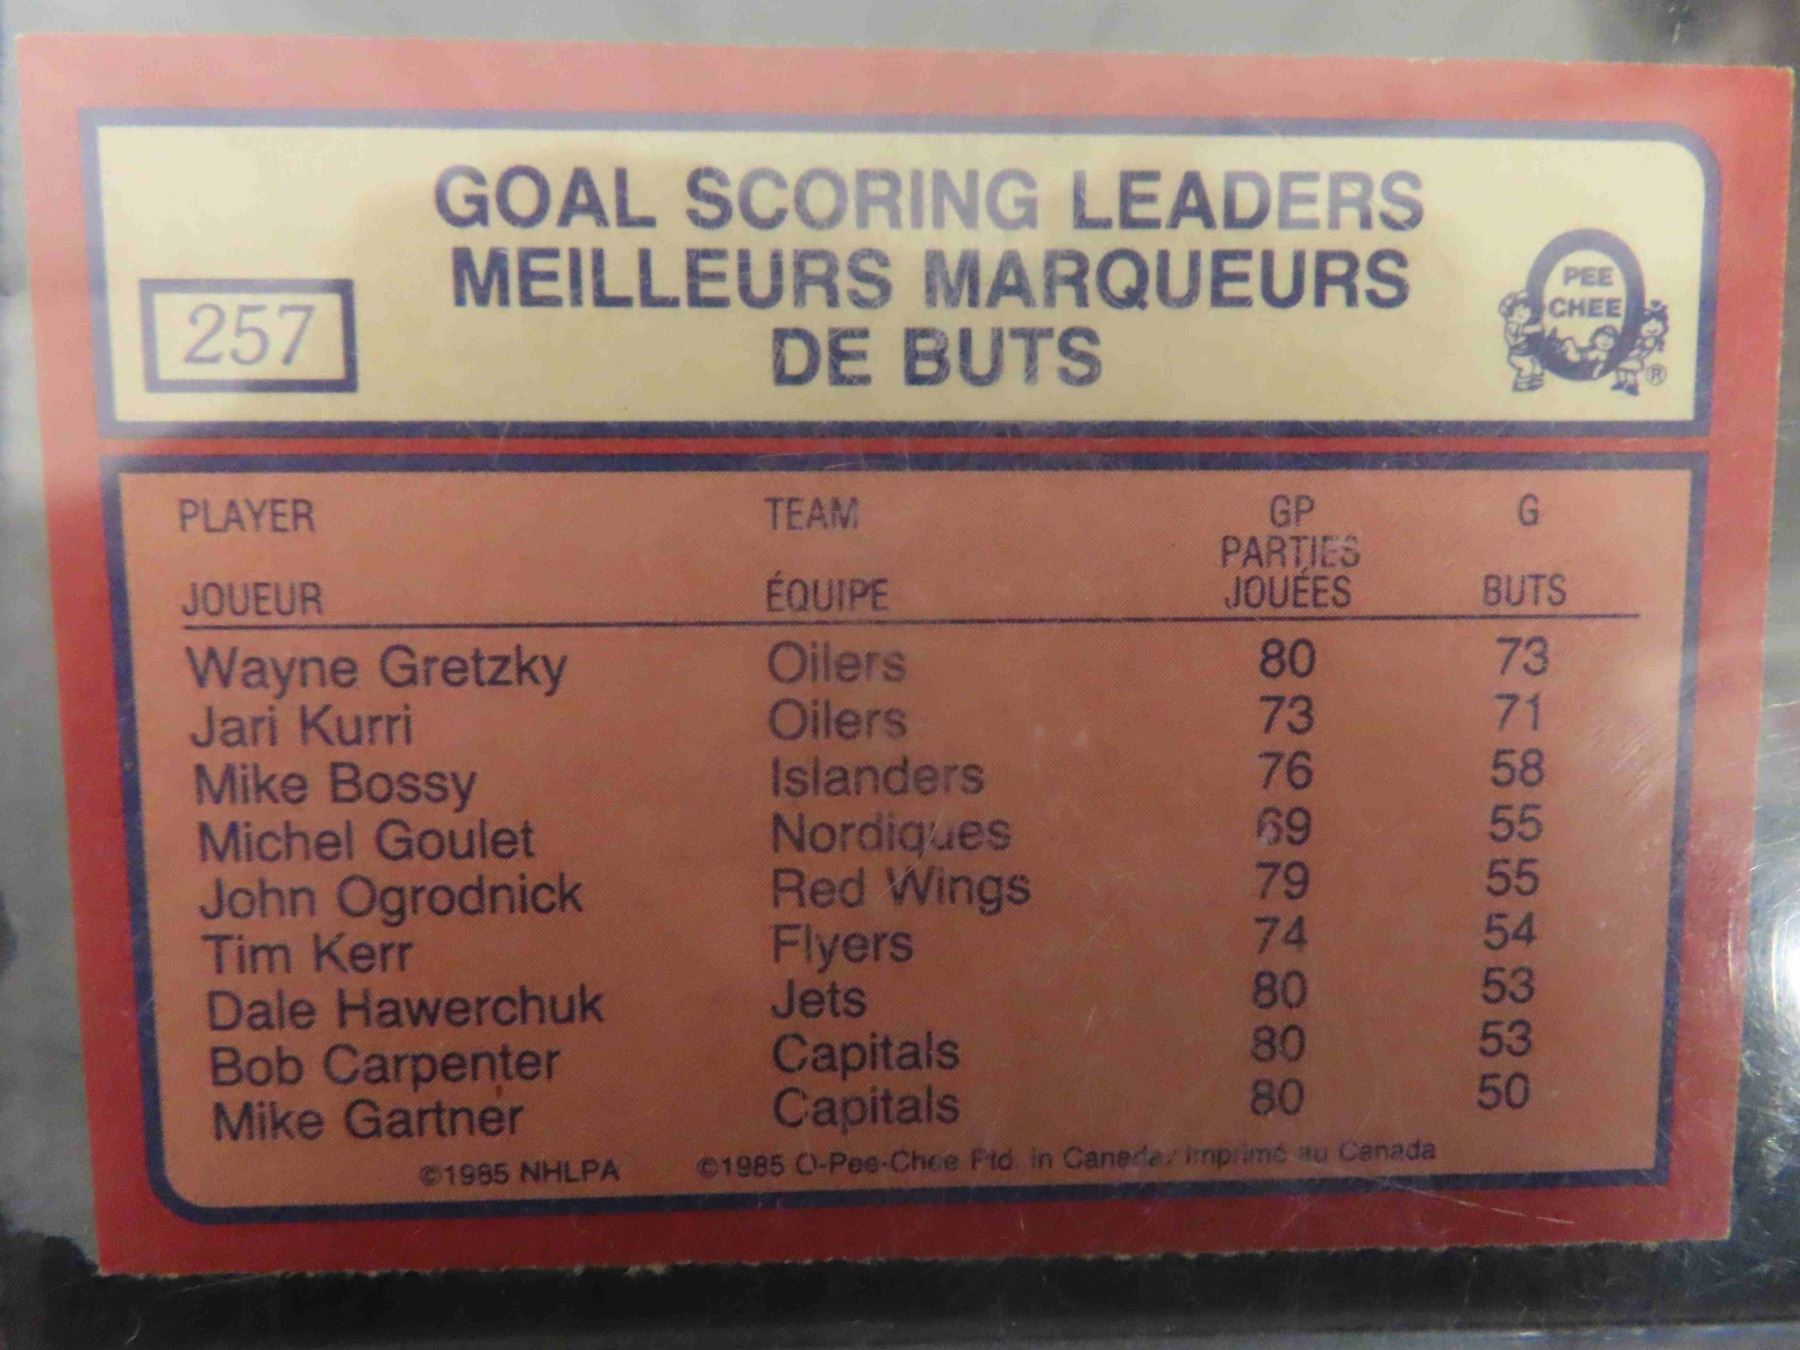 GOAL SCORING LEADERS
MEILLEURS MARQUEURS
DE BUTS
257
PEE
CHEE
®
PLAYER TEAM GP G
PARTIES
JOUEUR ÉQUIPE JOUÉES BUTS
Wayne Gretzky Oilers 80 73
Jari Kurri Oilers 73 71
Mike Bossy Islanders 76 58
Michel Goulet Nordiques 69 55
John Ogrodnick Red Wings 79 55
Tim Kerr Flyers 74 54
Dale Hawerchuk Jets 80 53
Bob Carpenter Capitals 80 53
Mike Gartner Capitals 80 50
©1985 NHLPA ©1985 O-Pee-Chee Ptd. in Canada/Imprimé au Canada